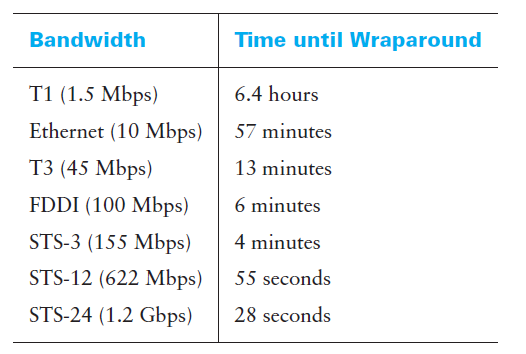 Bandwidth Time until Wraparound
T1 (1.5 Mbps) 6.4 hours
Ethernet (10 Mbps) 57 minutes
T3 (45 Mbps) 13 minutes
FDDI (100 Mbps) 6 minutes
STS-3 (155 Mbps) 4 minutes
STS-12 (622 Mbps) 55 seconds
STS-24 (1.2 Gbps) 28 seconds